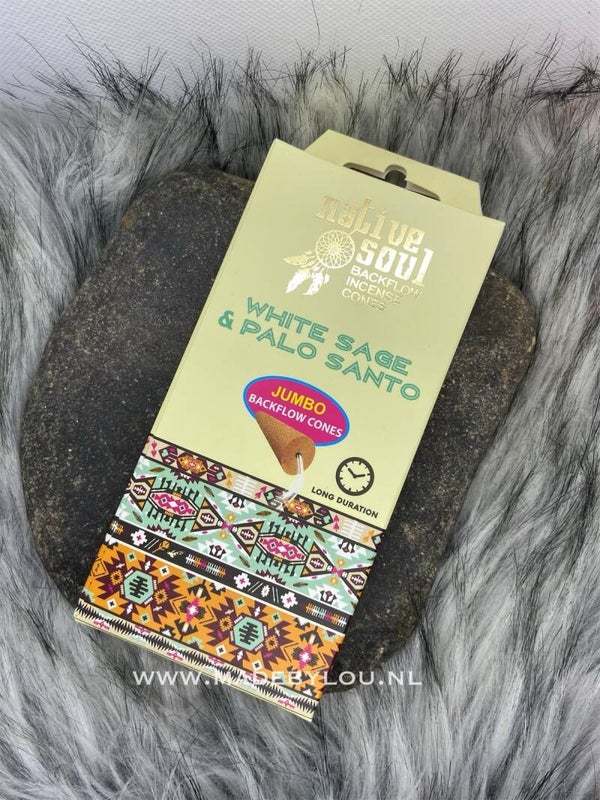 native
soul
BACKFLOW
INCENSE
CONES
WHITE SAGE
& PALO SANTO
JUMBO
BACKFLOW CONES
LONG DURATION
WWW.MADEBYLOU.NL